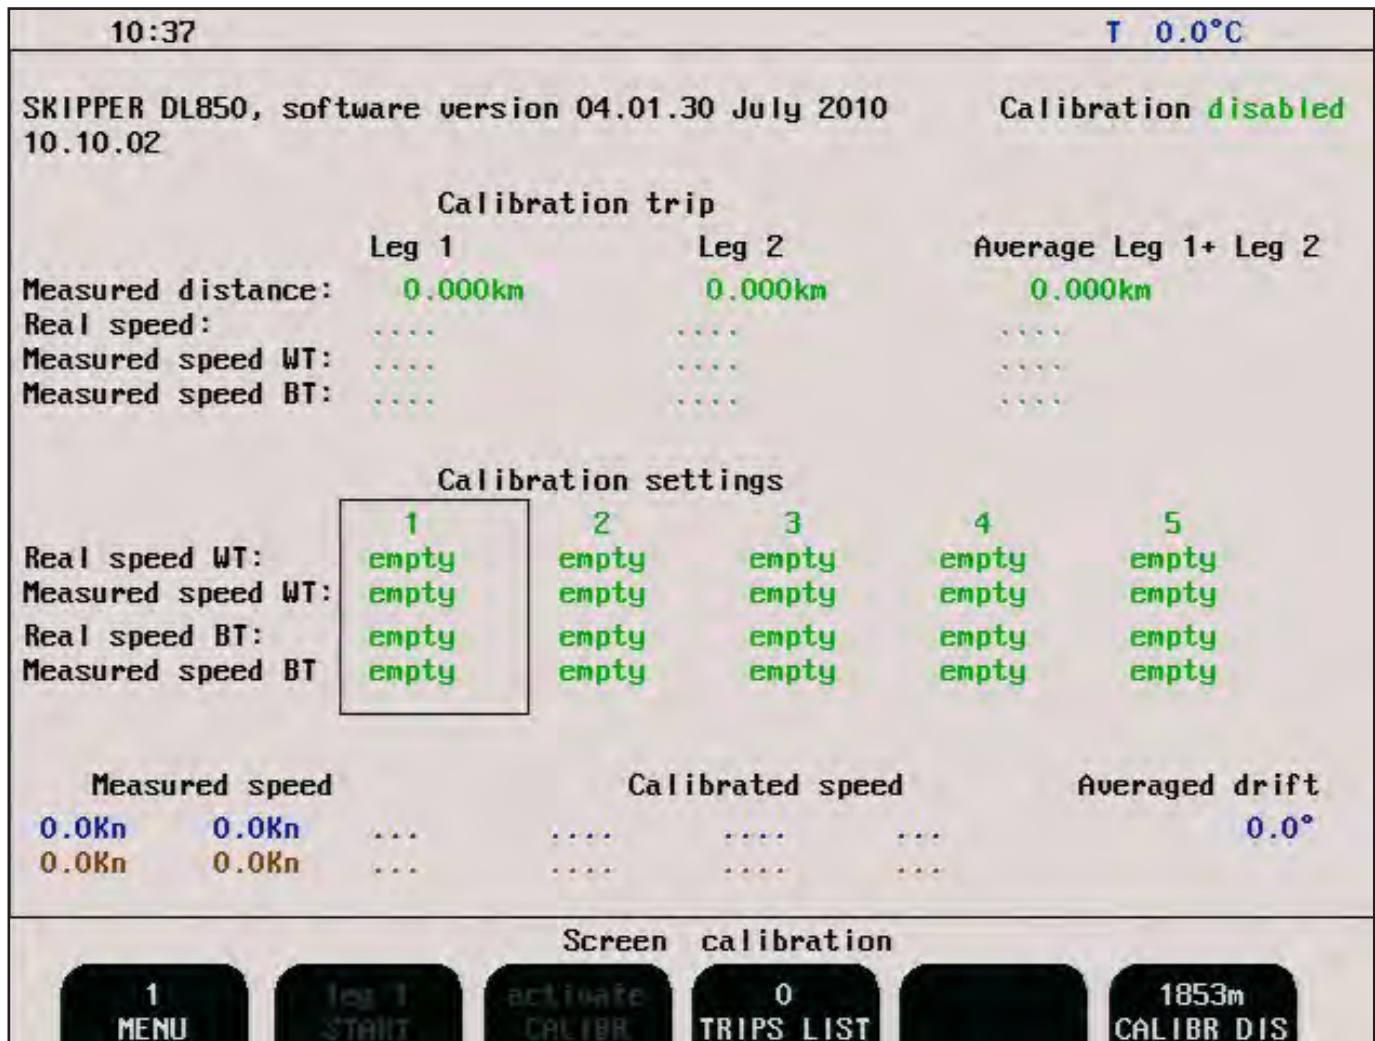 10:37 T 0.0°C
SKIPPER DL850, software version 04.01.30 July 2010 Calibration disabled
10.10.02
Calibration trip
Leg 1 Leg 2 Average Leg 1+ Leg 2
Measured distance: 0.000km 0.000km 0.000km
Real speed: .... .... ....
Measured speed WT: .... .... ....
Measured speed BT: .... .... ....
Calibration settings
1 2 3 4 5
Real speed WT: empty empty empty empty empty
Measured speed WT: empty empty empty empty empty
Real speed BT: empty empty empty empty empty
Measured speed BT empty empty empty empty empty
Measured speed Calibrated speed Averaged drift
0.0Kn 0.0Kn ... .... .... ... 0.0°
0.0Kn 0.0Kn ... .... .... ...
Screen calibration
1 leg 1 activate 0 1853m
MENU START CALIBR TRIPS LIST CALIBR DIS